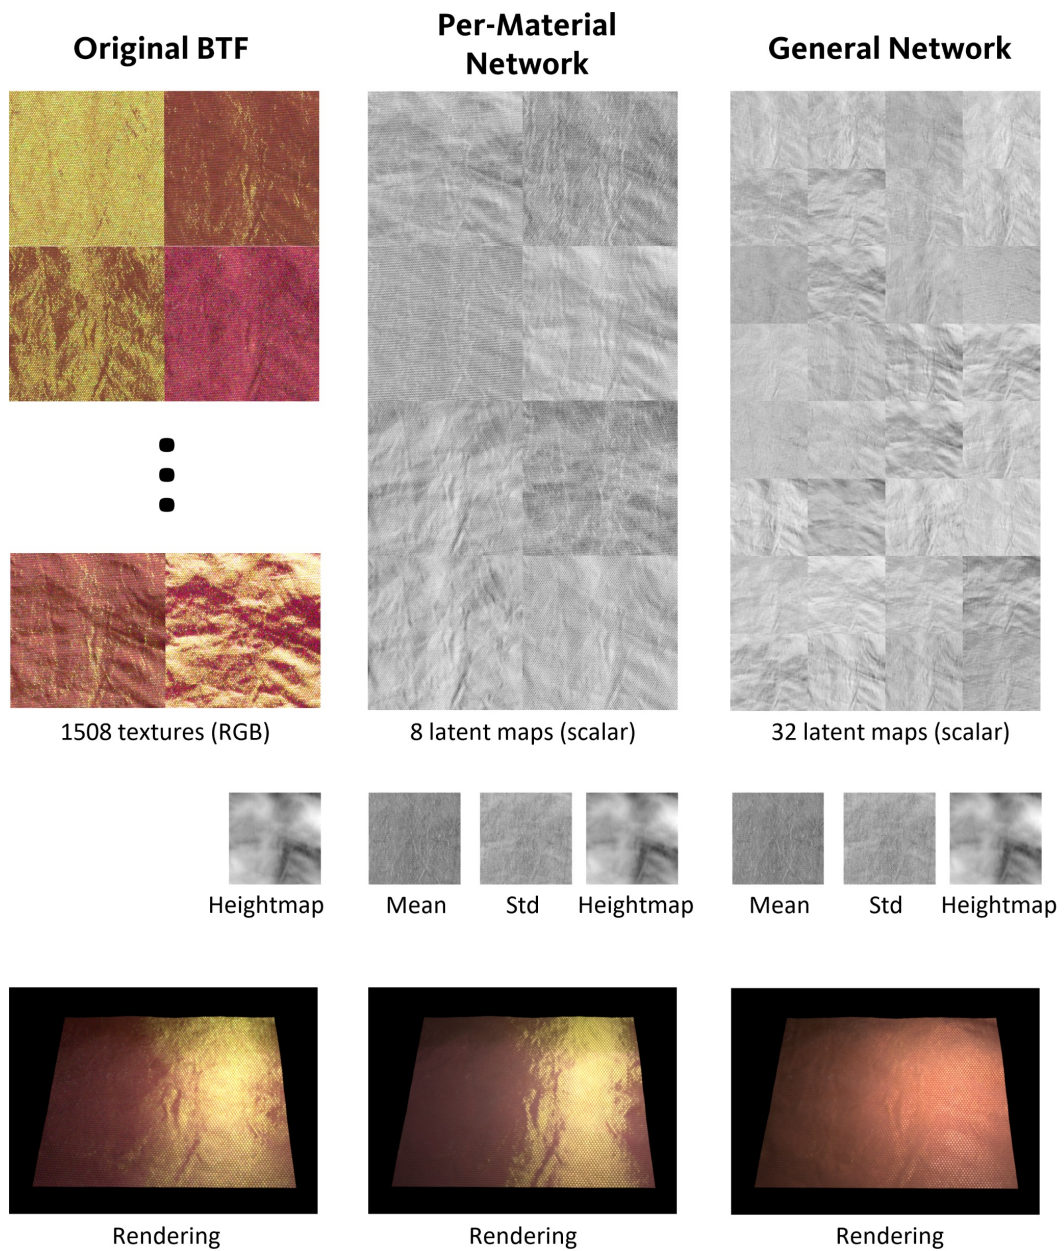 Original BTF
Per-Material
Network
General Network
1508 textures (RGB)
8 latent maps (scalar)
32 latent maps (scalar)
Heightmap
Mean
Std
Heightmap
Mean
Std
Heightmap
Rendering
Rendering
Rendering